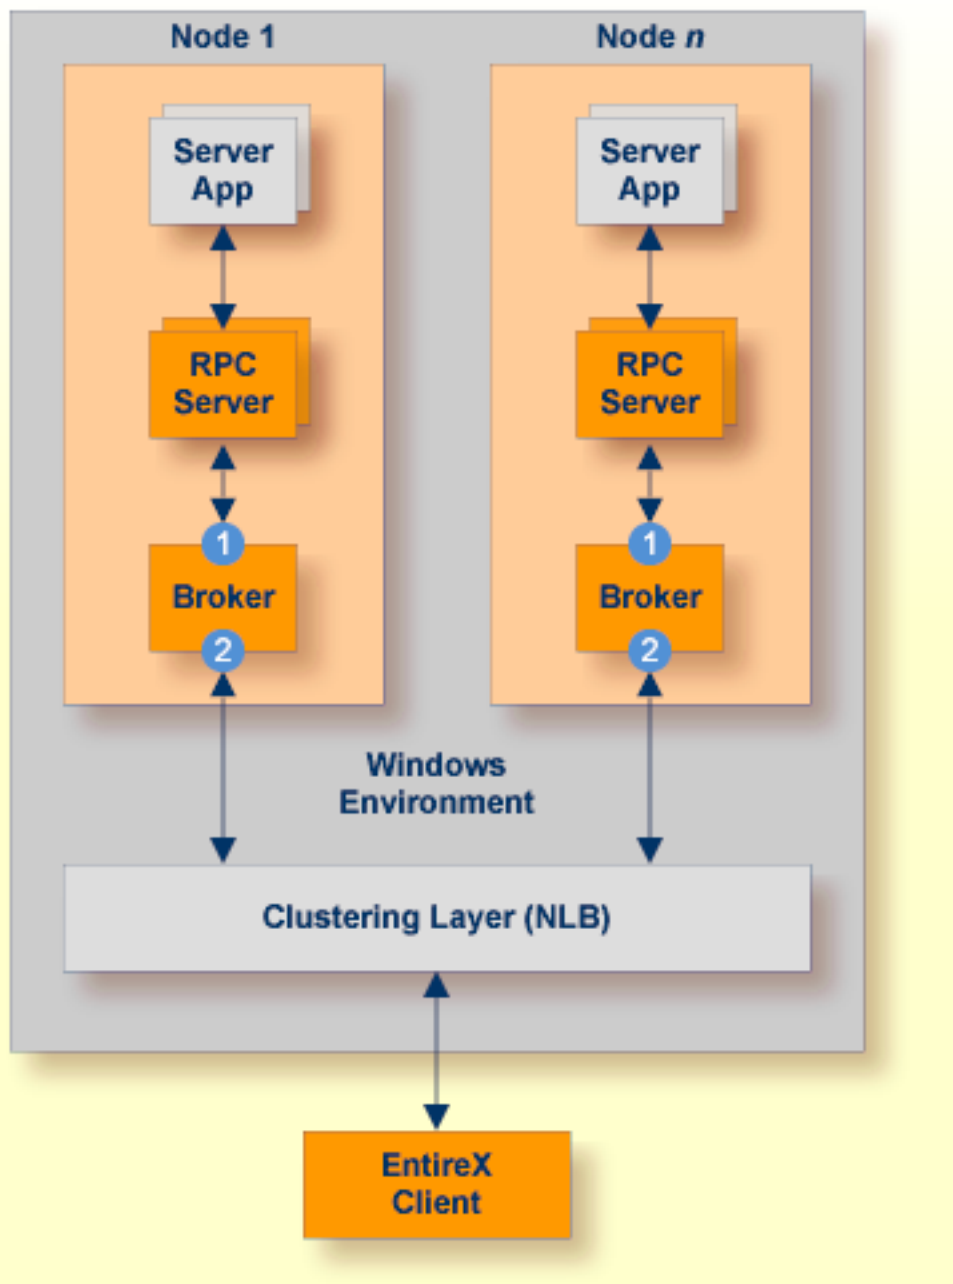 Node 1
Server
App
RPC
Server
1
Broker
2
Node n
Server
App
RPC
Server
1
Broker
2
Windows
Environment
Clustering Layer (NLB)
EntireX
Client